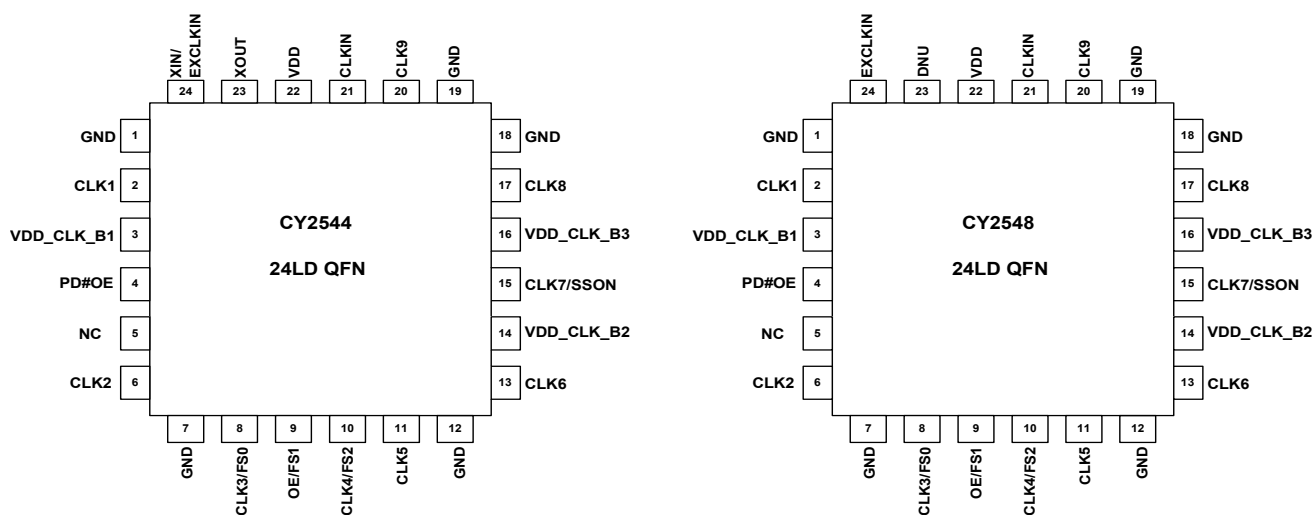 XIN/
EXCLKIN
XOUT
VDD
CLKIN
CLK9
GND
24
23
22
21
20
19
GND
1
CLK1
2
VDD_CLK_B1
3
PD#OE
4
NC
5
CLK2
6
CY2544
24LD QFN
18
GND
17
CLK8
16
VDD_CLK_B3
15
CLK7/SSON
14
VDD_CLK_B2
13
CLK6
7
8
9
10
11
12
GND
CLK3/FS0
OE/FS1
CLK4/FS2
CLK5
GND
EXCLKIN
DNU
VDD
CLKIN
CLK9
GND
24
23
22
21
20
19
GND
1
CLK1
2
VDD_CLK_B1
3
PD#OE
4
NC
5
CLK2
6
CY2548
24LD QFN
18
GND
17
CLK8
16
VDD_CLK_B3
15
CLK7/SSON
14
VDD_CLK_B2
13
CLK6
7
8
9
10
11
12
GND
CLK3/FS0
OE/FS1
CLK4/FS2
CLK5
GND